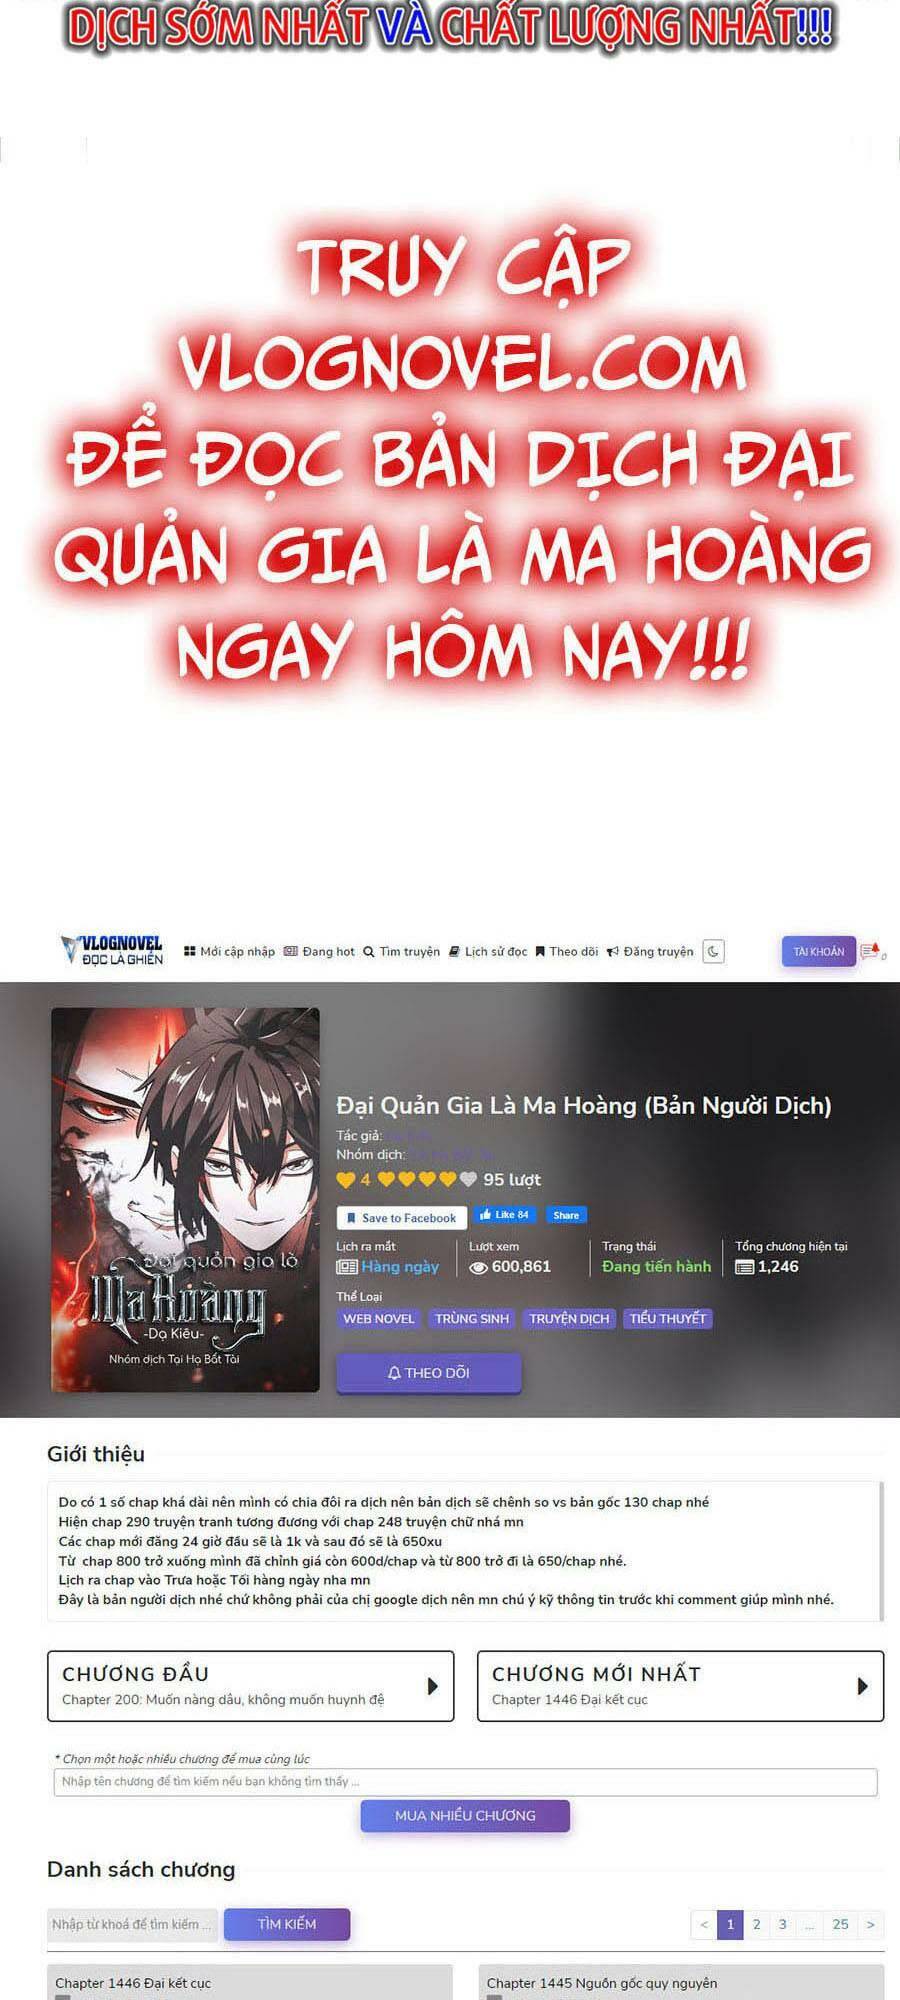 DỊCH SỚM NHẤT VÀ CHẤT LƯỢNG NHẤT!!!
TRUY CẬP
VLOGNOVEL.COM
ĐỂ ĐỌC BẢN DỊCH ĐẠI
QUẢN GIA LÀ MA HOÀNG
NGAY HÔM NAY!!!
VLOGNOVEL
ĐỌC LÀ GHIỀN
Mới cập nhập Đang hot Tìm truyện Lịch sử đọc Theo dõi Đăng truyện
TÀI KHOẢN
0
Đại quản gia là
Ma Hoàng
-Dạ Kiêu-
Nhóm dịch Tại Hạ Bất Tài
Đại Quản Gia Là Ma Hoàng (Bản Người Dịch)
Tác giả:
Nhóm dịch:
4 95 lượt
Save to Facebook Like 84 Share
Lịch ra mắt Lượt xem Trạng thái Tổng chương hiện tại
Hàng ngày 600,861 Đang tiến hành 1,246
Thể Loại
WEB NOVEL TRÙNG SINH TRUYỆN DỊCH TIỂU THUYẾT
THEO DÕI
Giới thiệu
Do có 1 số chap khá dài nên mình có chia đôi ra dịch nên bản dịch sẽ chênh so vs bản gốc 130 chap nhé
Hiện chap 290 truyện tranh tương đương với chap 248 truyện chữ nhá mn
Các chap mới đăng 24 giờ đầu sẽ là 1k và sau đó sẽ là 650xu
Từ chap 800 trở xuống mình đã chỉnh giá còn 600d/chap và từ 800 trở đi là 650/chap nhé.
Lịch ra chap vào Trưa hoặc Tối hàng ngày nha mn
Đây là bản người dịch nhé chứ không phải của chị google dịch nên mn chú ý kỹ thông tin trước khi comment giúp mình nhé.
CHƯƠNG ĐẦU
Chapter 200: Muốn nàng dâu, không muốn huynh đệ
CHƯƠNG MỚI NHẤT
Chapter 1446 Đại kết cục
* Chọn một hoặc nhiều chương để mua cùng lúc
Nhập tên chương để tìm kiếm nếu bạn không tìm thấy ...
MUA NHIỀU CHƯƠNG
Danh sách chương
Nhập từ khoá để tìm kiếm ... TÌM KIẾM < 1 2 3 ... 25 >
Chapter 1446 Đại kết cục
Chapter 1445 Nguồn gốc quy nguyên